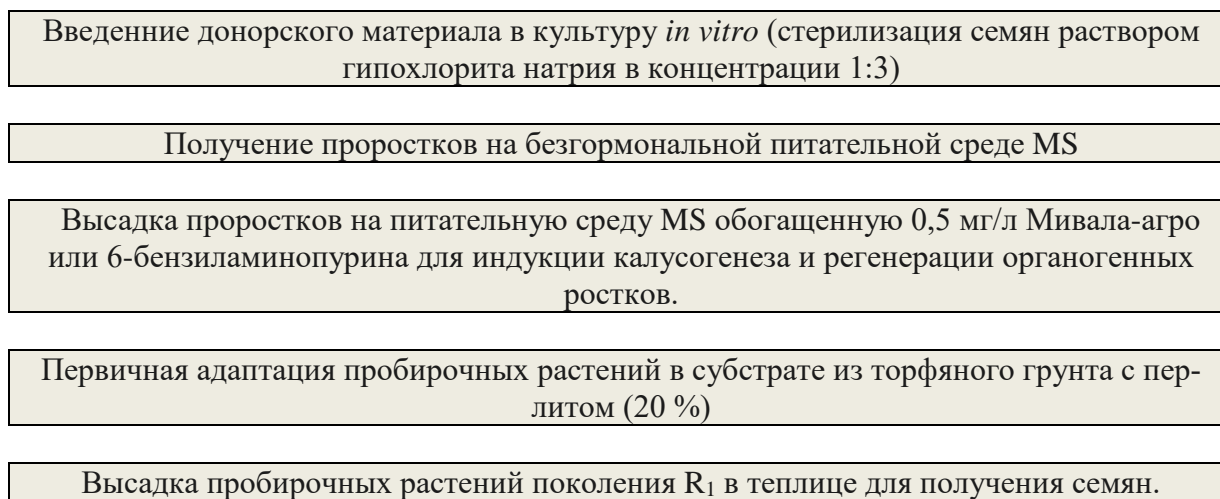 Введенние донорского материала в культуру in vitro (стерилизация семян раствором
гипохлорита натрия в концентрации 1:3)
Получение проростков на безгормональной питательной среде MS
Высадка проростков на питательную среду MS обогащенную 0,5 мг/л Мивала-агро
или 6-бензиламинопурина для индукции калусогенеза и регенерации органогенных
ростков.
Первичная адаптация пробирочных растений в субстрате из торфяного грунта с пер-
литом (20 %)
Высадка пробирочных растений поколения R₁ в теплице для получения семян.